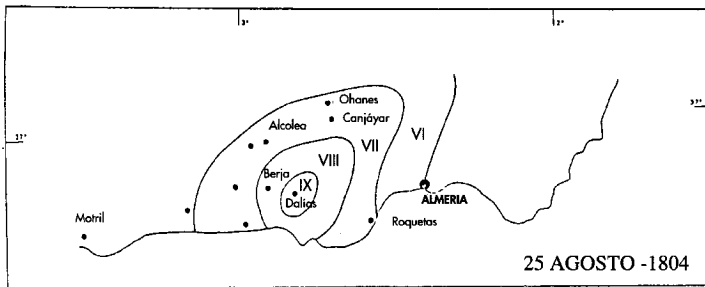 3°
2°
37°
37°
Ohanes
Canjáyar
Alcolea
VI
VII
VIII
Berja
IX
Dalías
ALMERIA
Motril
Roquetas
25 AGOSTO -1804